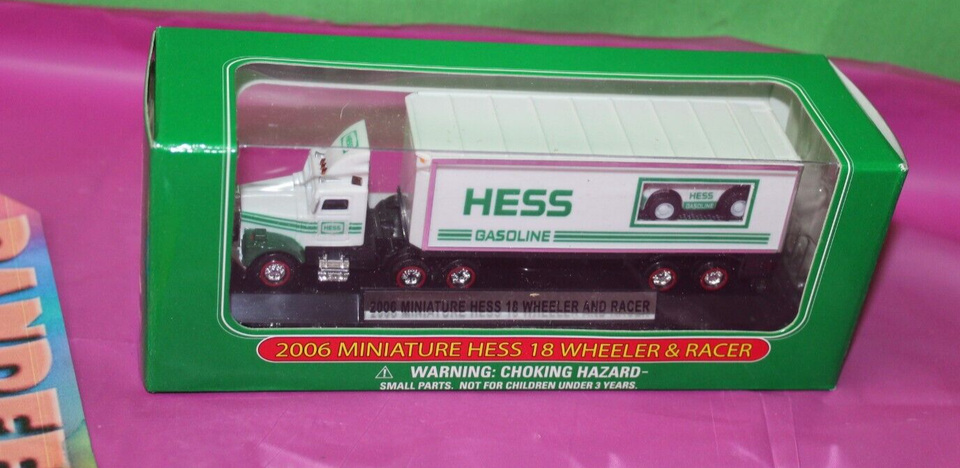 HESS
HESS
GASOLINE
HESS
GASOLINE
HESS
2006 MINIATURE HESS 18 WHEELER AND RACER
2006 MINIATURE HESS 18 WHEELER & RACER
WARNING: CHOKING HAZARD-
SMALL PARTS. NOT FOR CHILDREN UNDER 3 YEARS.